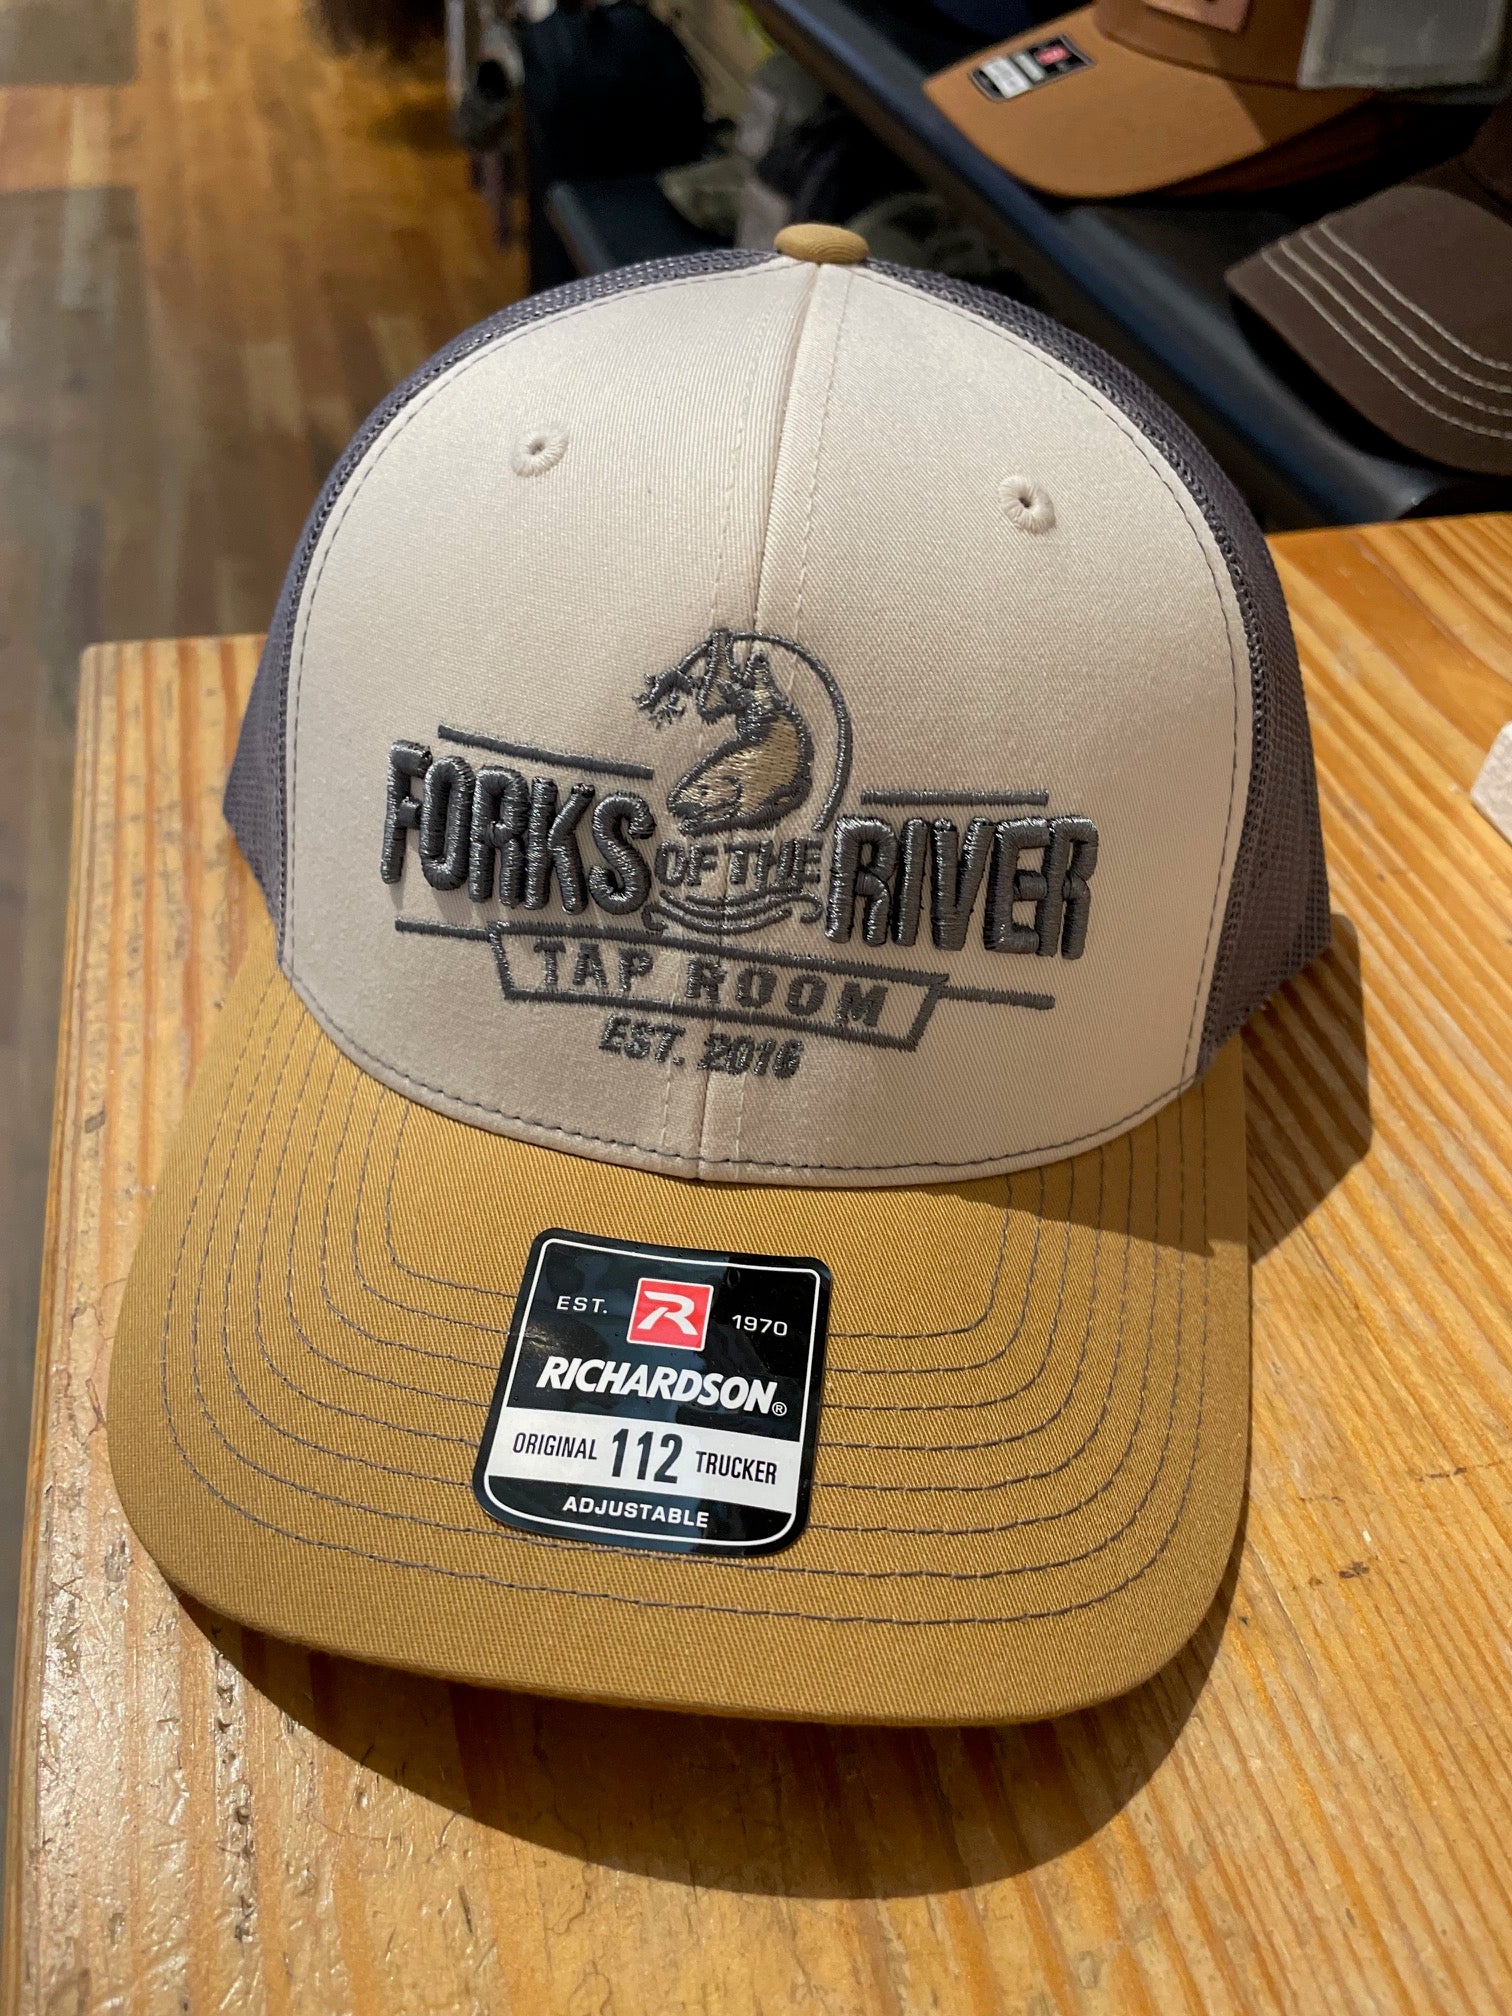 FORKS OF THE RIVER
TAP ROOM
EST. 2016
EST. R 1970
RICHARDSON®
ORIGINAL 112 TRUCKER
ADJUSTABLE